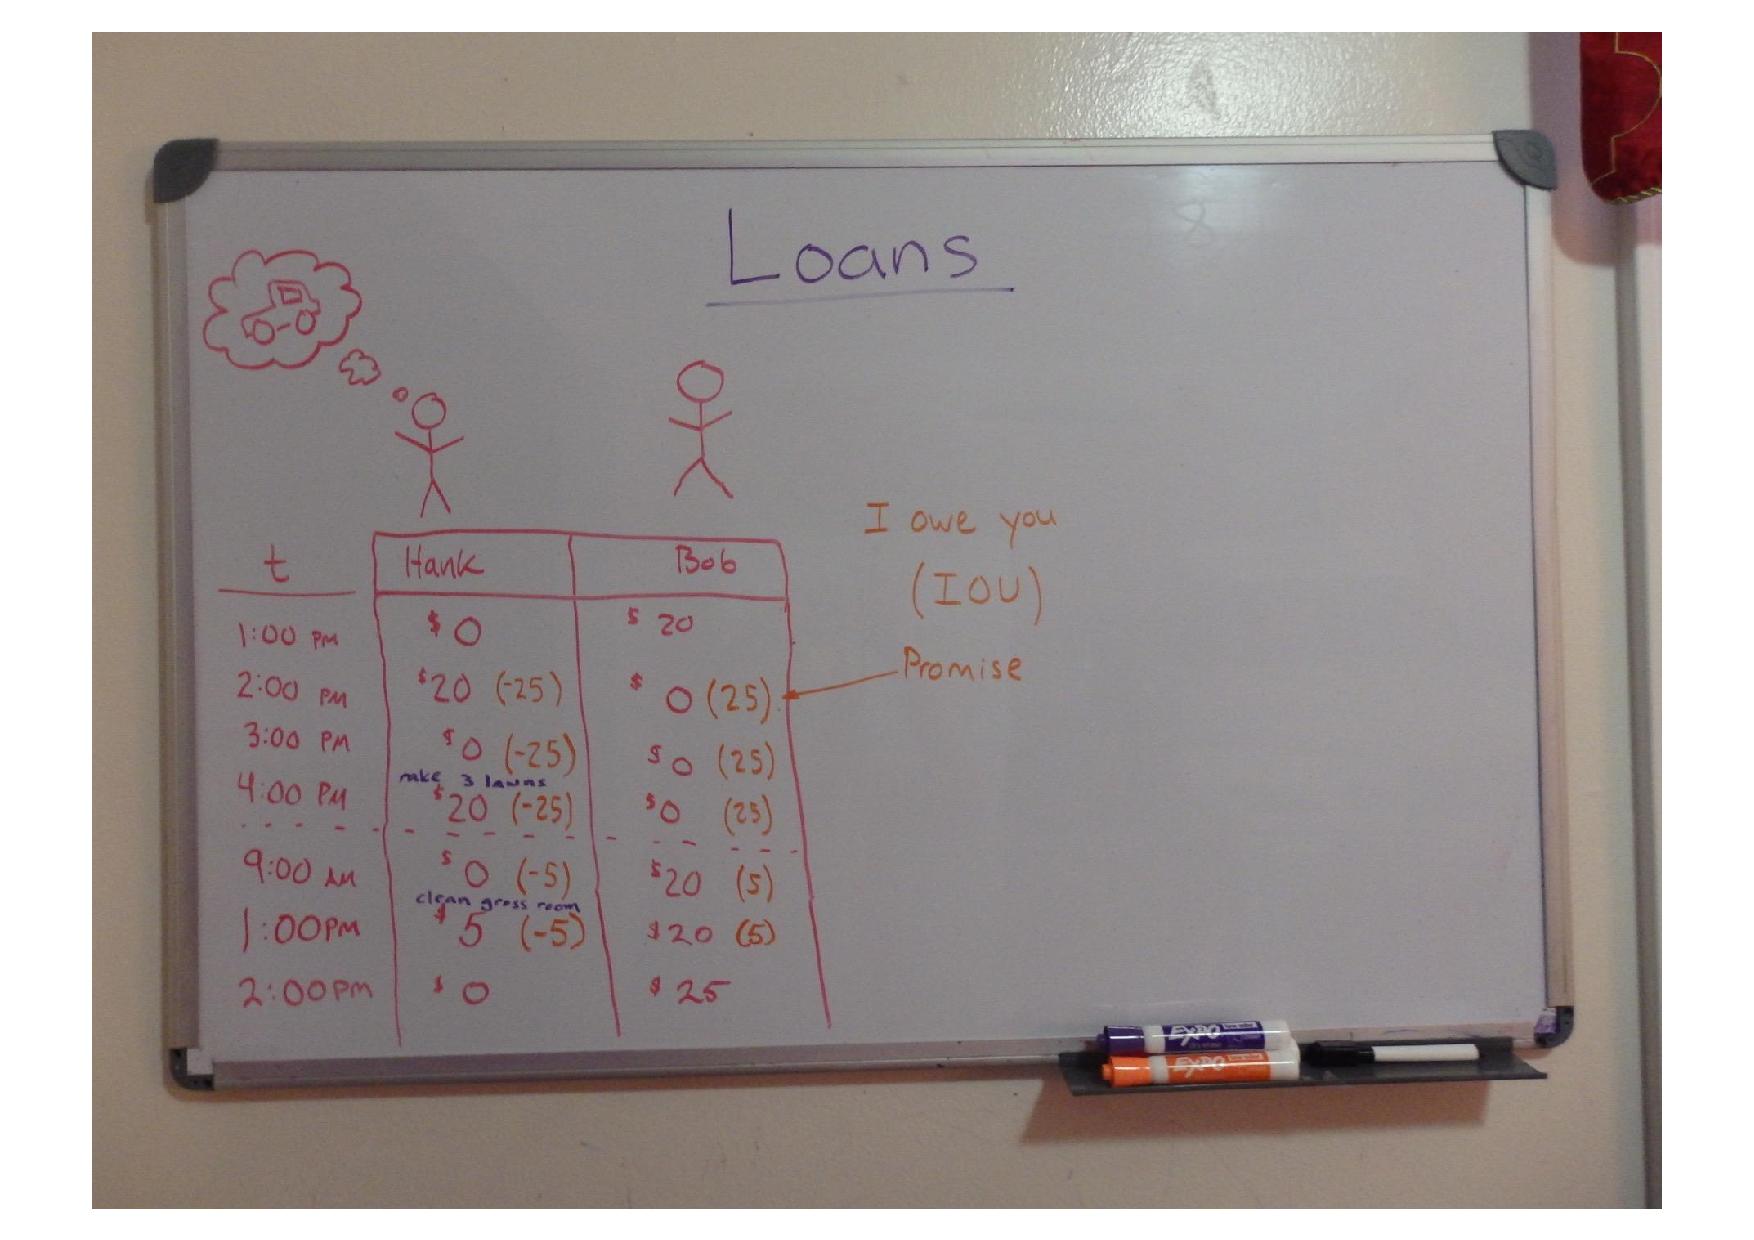 Loans
I owe you
(IOU)
Promise
t Hank Bob
1:00 PM $0 $20
2:00 PM $20 (-25) $0 (25)
3:00 PM $0 (-25) $0 (25)
rake 3 lawns
4:00 PM $20 (-25) $0 (25)
9:00 AM $0 (-5) $20 (5)
clean gross room
1:00PM $5 (-5) $20 (5)
2:00PM $0 $25
EXPO
EXPO